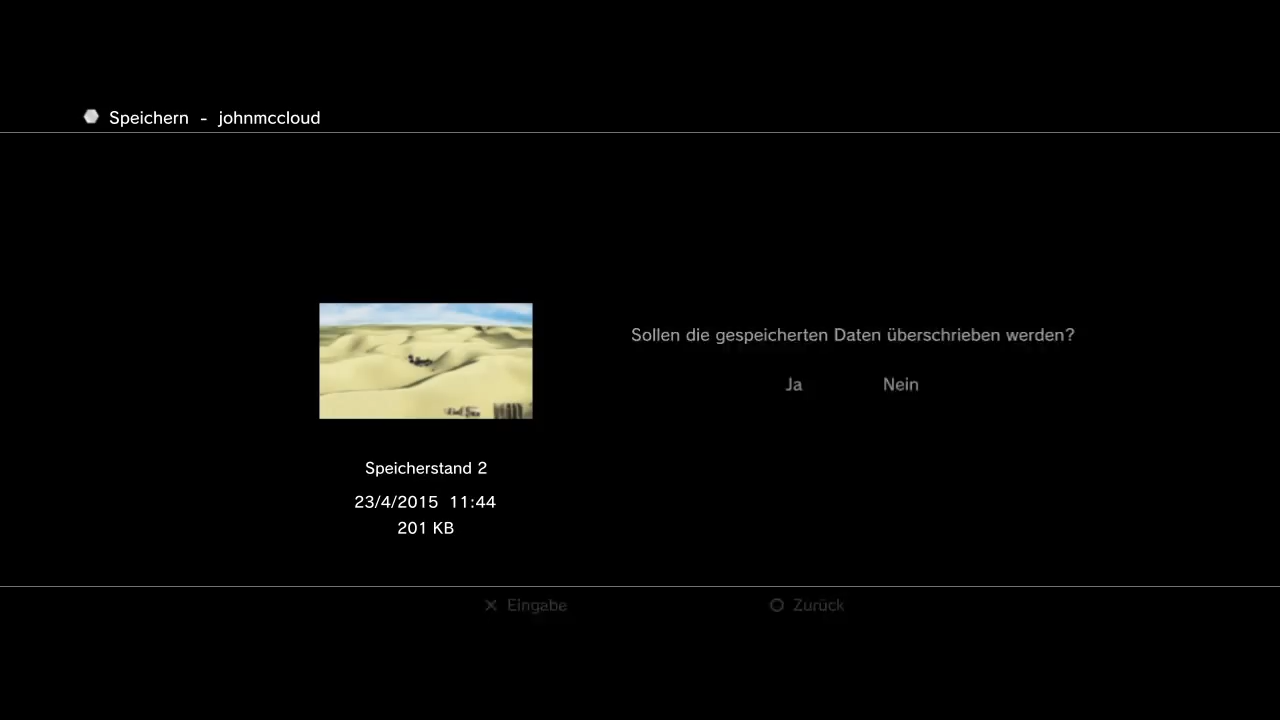 Speichern - johnmccloud
Sollen die gespeicherten Daten überschrieben werden?
Ja Nein
Speicherstand 2
23/4/2015 11:44
201 KB
Eingabe Zurück